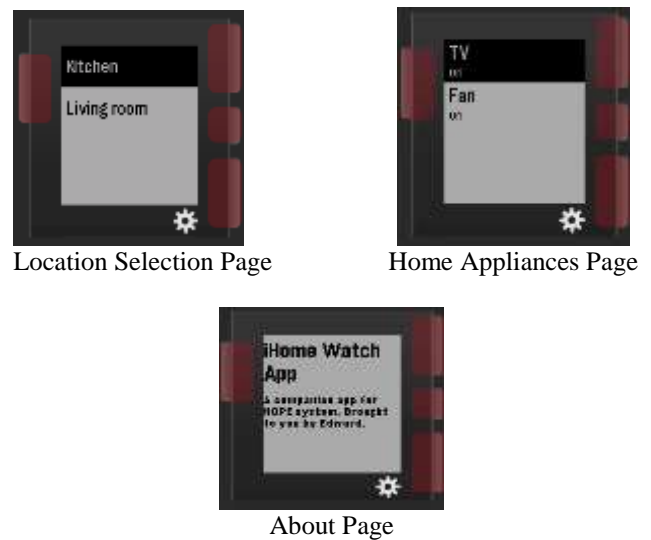 Kitchen
Living room
Location Selection Page
TV
on
Fan
on
Home Appliances Page
iHome Watch
App
A companion app for
HOPE system. Brought
to you by Edward.
About Page